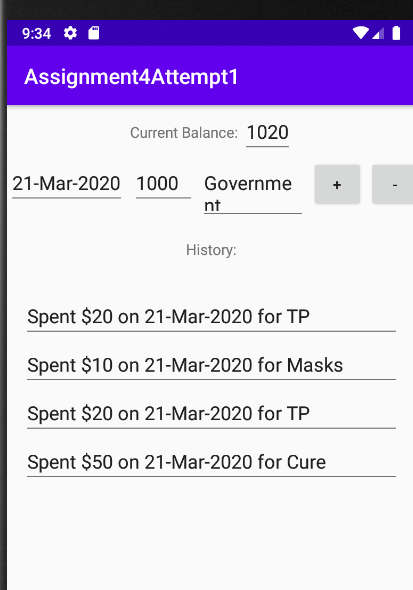 9:34
Assignment4Attempt1
Current Balance: 1020
21-Mar-2020 1000 Governme
nt + -
History:
Spent $20 on 21-Mar-2020 for TP
Spent $10 on 21-Mar-2020 for Masks
Spent $20 on 21-Mar-2020 for TP
Spent $50 on 21-Mar-2020 for Cure